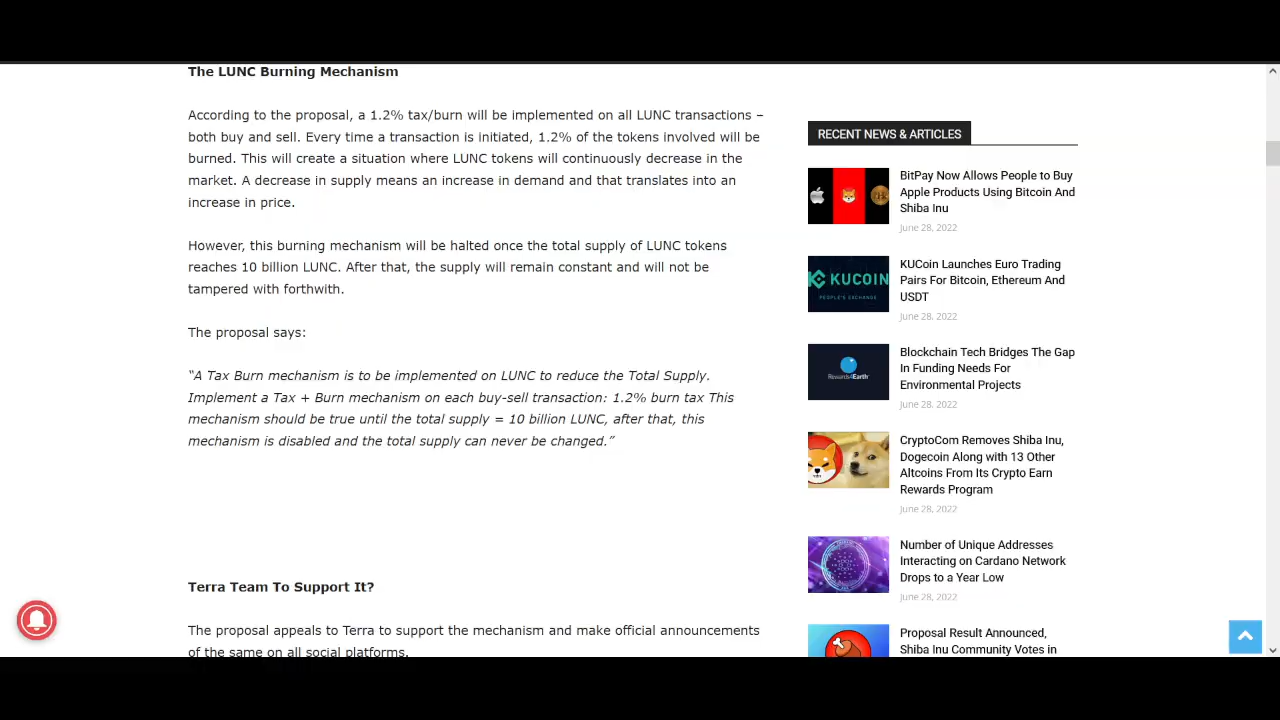 The LUNC Burning Mechanism
According to the proposal, a 1.2% tax/burn will be implemented on all LUNC transactions –
both buy and sell. Every time a transaction is initiated, 1.2% of the tokens involved will be
burned. This will create a situation where LUNC tokens will continuously decrease in the
market. A decrease in supply means an increase in demand and that translates into an
increase in price.
However, this burning mechanism will be halted once the total supply of LUNC tokens
reaches 10 billion LUNC. After that, the supply will remain constant and will not be
tampered with forthwith.
The proposal says:
“A Tax Burn mechanism is to be implemented on LUNC to reduce the Total Supply.
Implement a Tax + Burn mechanism on each buy-sell transaction: 1.2% burn tax This
mechanism should be true until the total supply = 10 billion LUNC, after that, this
mechanism is disabled and the total supply can never be changed.”
Terra Team To Support It?
The proposal appeals to Terra to support the mechanism and make official announcements
of the same on all social platforms.
RECENT NEWS & ARTICLES
BitPay Now Allows People to Buy
Apple Products Using Bitcoin And
Shiba Inu
June 28, 2022
KUCOIN
PEOPLE'S EXCHANGE
KUCoin Launches Euro Trading
Pairs For Bitcoin, Ethereum And
USDT
June 28, 2022
Rewards4Earth
Blockchain Tech Bridges The Gap
In Funding Needs For
Environmental Projects
June 28, 2022
CryptoCom Removes Shiba Inu,
Dogecoin Along with 13 Other
Altcoins From Its Crypto Earn
Rewards Program
June 28, 2022
Number of Unique Addresses
Interacting on Cardano Network
Drops to a Year Low
June 28, 2022
Proposal Result Announced,
Shiba Inu Community Votes in